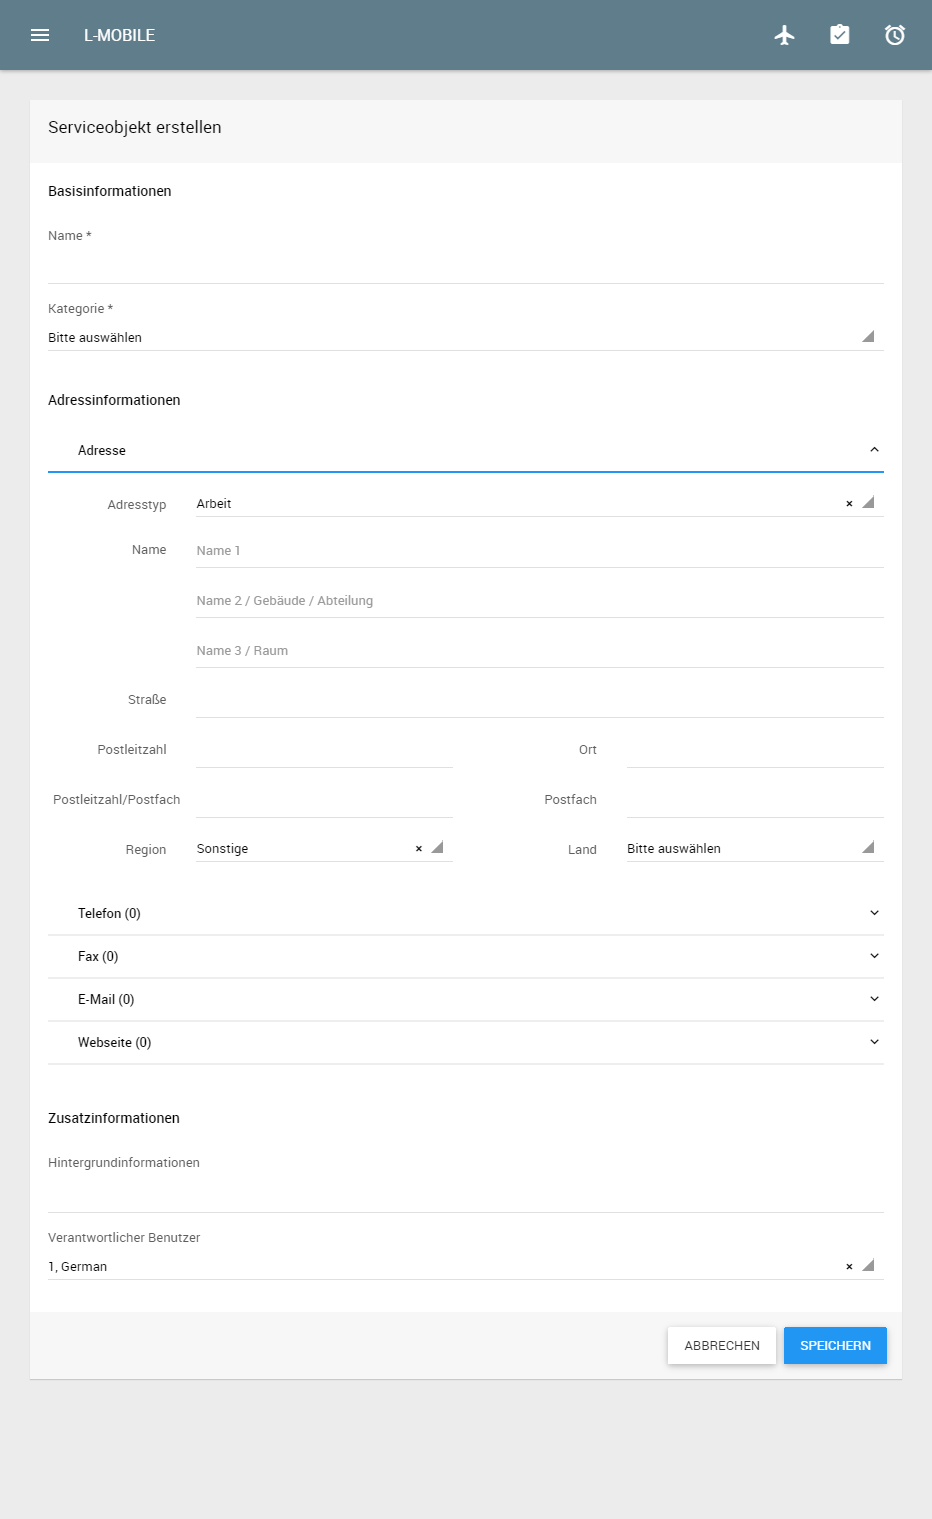 L-MOBILE
Serviceobjekt erstellen
Basisinformationen
Name *
Kategorie *
Bitte auswählen
Adressinformationen
Adresse
Adresstyp Arbeit ×
Name Name 1
Name 2 / Gebäude / Abteilung
Name 3 / Raum
Straße
Postleitzahl Ort
Postleitzahl/Postfach Postfach
Region Sonstige × Land Bitte auswählen
Telefon (0)
Fax (0)
E-Mail (0)
Webseite (0)
Zusatzinformationen
Hintergrundinformationen
Verantwortlicher Benutzer
1, German ×
ABBRECHEN SPEICHERN